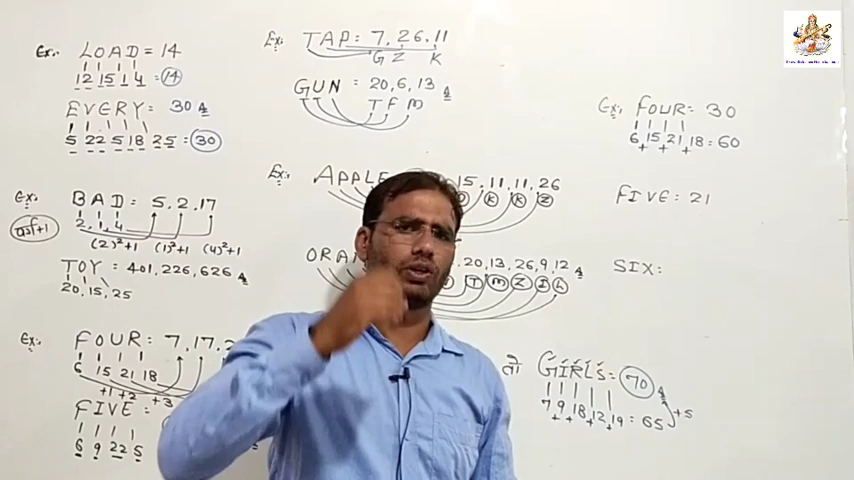 Ex:. LOAD = 14
12 15 1 4 = 14
EVERY = 30 A
5 22 5 18 25 = 30
Ex:. BAD = 5, 2, 17
2, 1, 4
(2)²+1 (1)²+1 (4)²+1
TOY = 401, 226, 626 A
20, 15, 25
Ex:. FOUR = 7, 17, 2
6 15 21 18
+1 +2 +3
FIVE =
6 9 22 5
Ex:. TAP = 7, 26, 11
G Z K
GUN = 20, 6, 13 A
T F M
Ex:. APPLE 15, 11, 11, 26
K K Z
ORA 20, 13, 26, 9, 12 A
T M Z I L
Ex:. FOUR = 30
6 + 15 + 21 + 18 = 60
FIVE = 21
SIX =
तो GIRLS = 70 A
7 + 9 + 18 + 12 + 19 = 65 +5